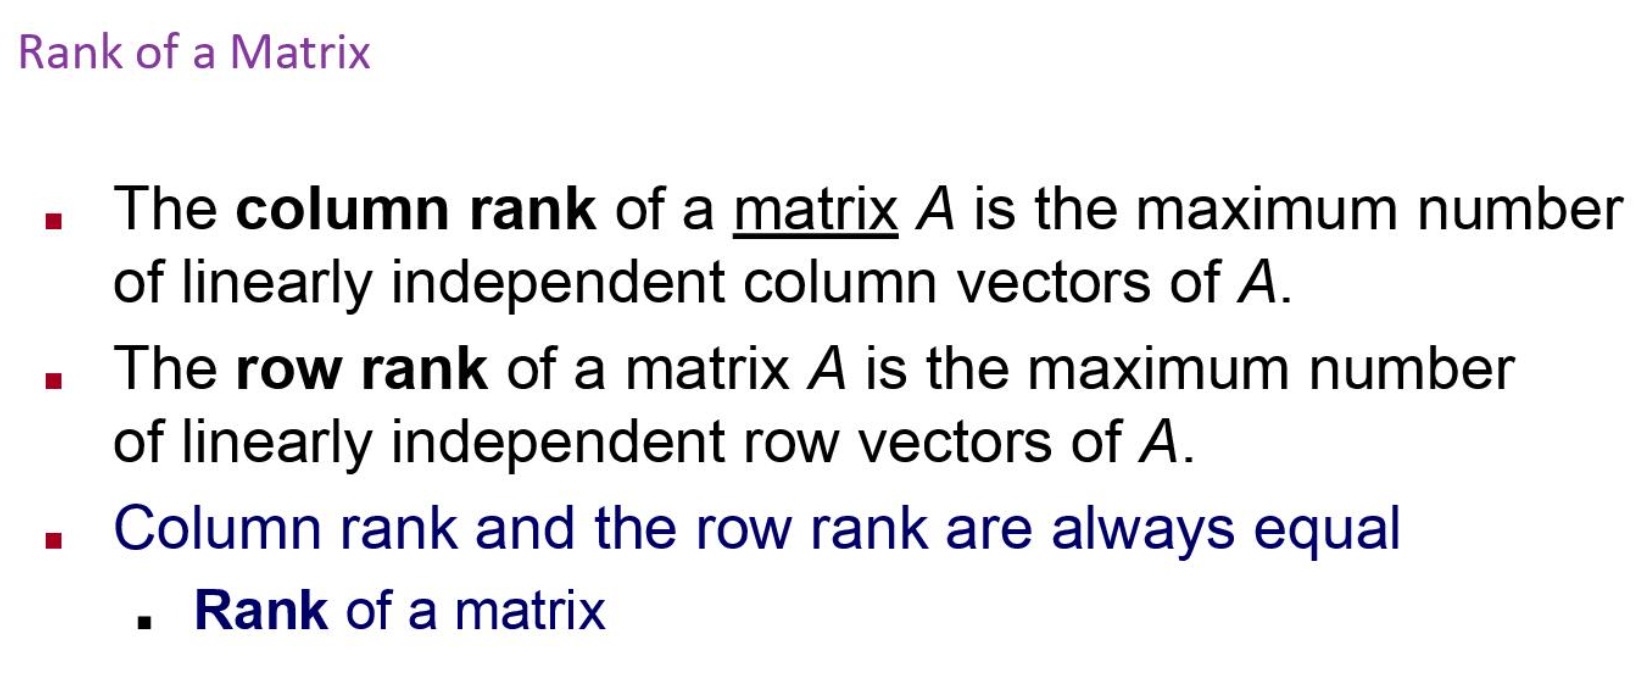 Rank of a Matrix
The column rank of a matrix A is the maximum number
of linearly independent column vectors of A.
The row rank of a matrix A is the maximum number
of linearly independent row vectors of A.
Column rank and the row rank are always equal
Rank of a matrix